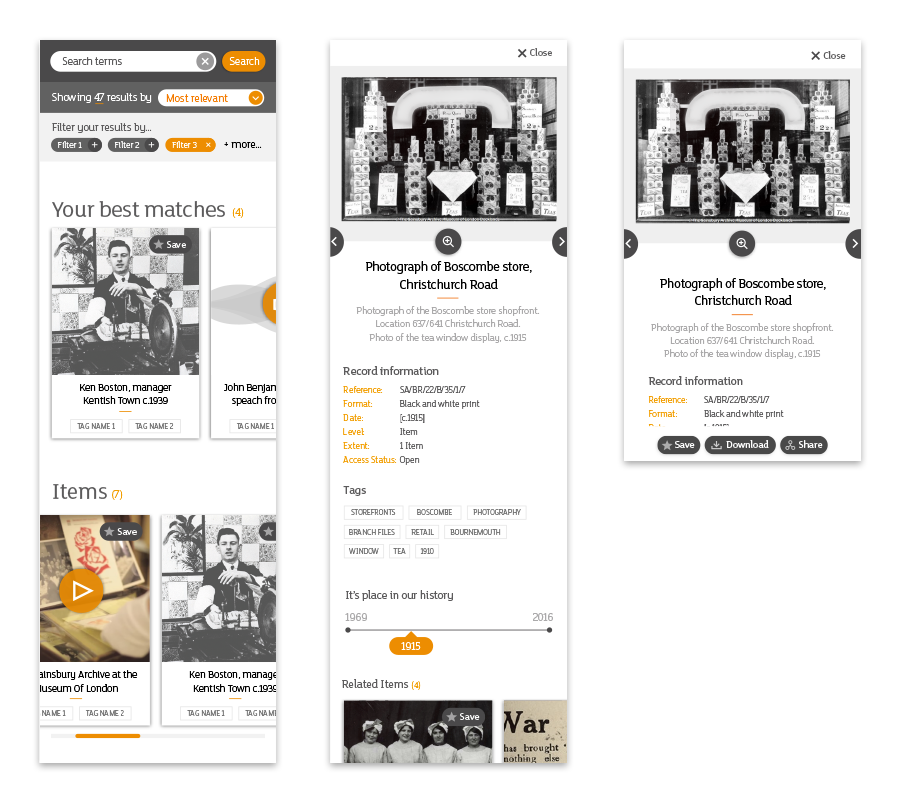 Search terms
Search
Showing 47 results by
Most relevant
Filter your results by...
Filter 1 +
Filter 2 +
Filter 3 ×
+ more...
Your best matches (4)
Save
Ken Boston, manager
Kentish Town c.1939
TAG NAME 1
TAG NAME 2
John Benjan
speach fro
TAG NAME 1
Items (7)
Save
ainsbury Archive at the
Museum Of London
NAME 1
TAG NAME 2
Ken Boston, manage
Kentish Town c.1939
TAG NAME 1
TAG NAM
Close
TEA
Photograph of Boscombe store,
Christchurch Road
Photograph of the Boscombe store shopfront.
Location 637/641 Christchurch Road.
Photo of the tea window display, c.1915
Record information
Reference: SA/BR/22/B/35/1/7
Format: Black and white print
Date: [c.1915]
Level: Item
Extent: 1 Item
Access Status: Open
Tags
STOREFRONTS
BOSCOMBE
PHOTOGRAPHY
BRANCH FILES
RETAIL
BOURNEMOUTH
WINDOW
TEA
1910
It's place in our history
1969
2016
1915
Related Items (4)
Save
War
has brought
nothing else
Close
TEA
Photograph of Boscombe store,
Christchurch Road
Photograph of the Boscombe store shopfront.
Location 637/641 Christchurch Road.
Photo of the tea window display, c.1915
Record information
Reference: SA/BR/22/B/35/1/7
Format: Black and white print
Save
Download
Share